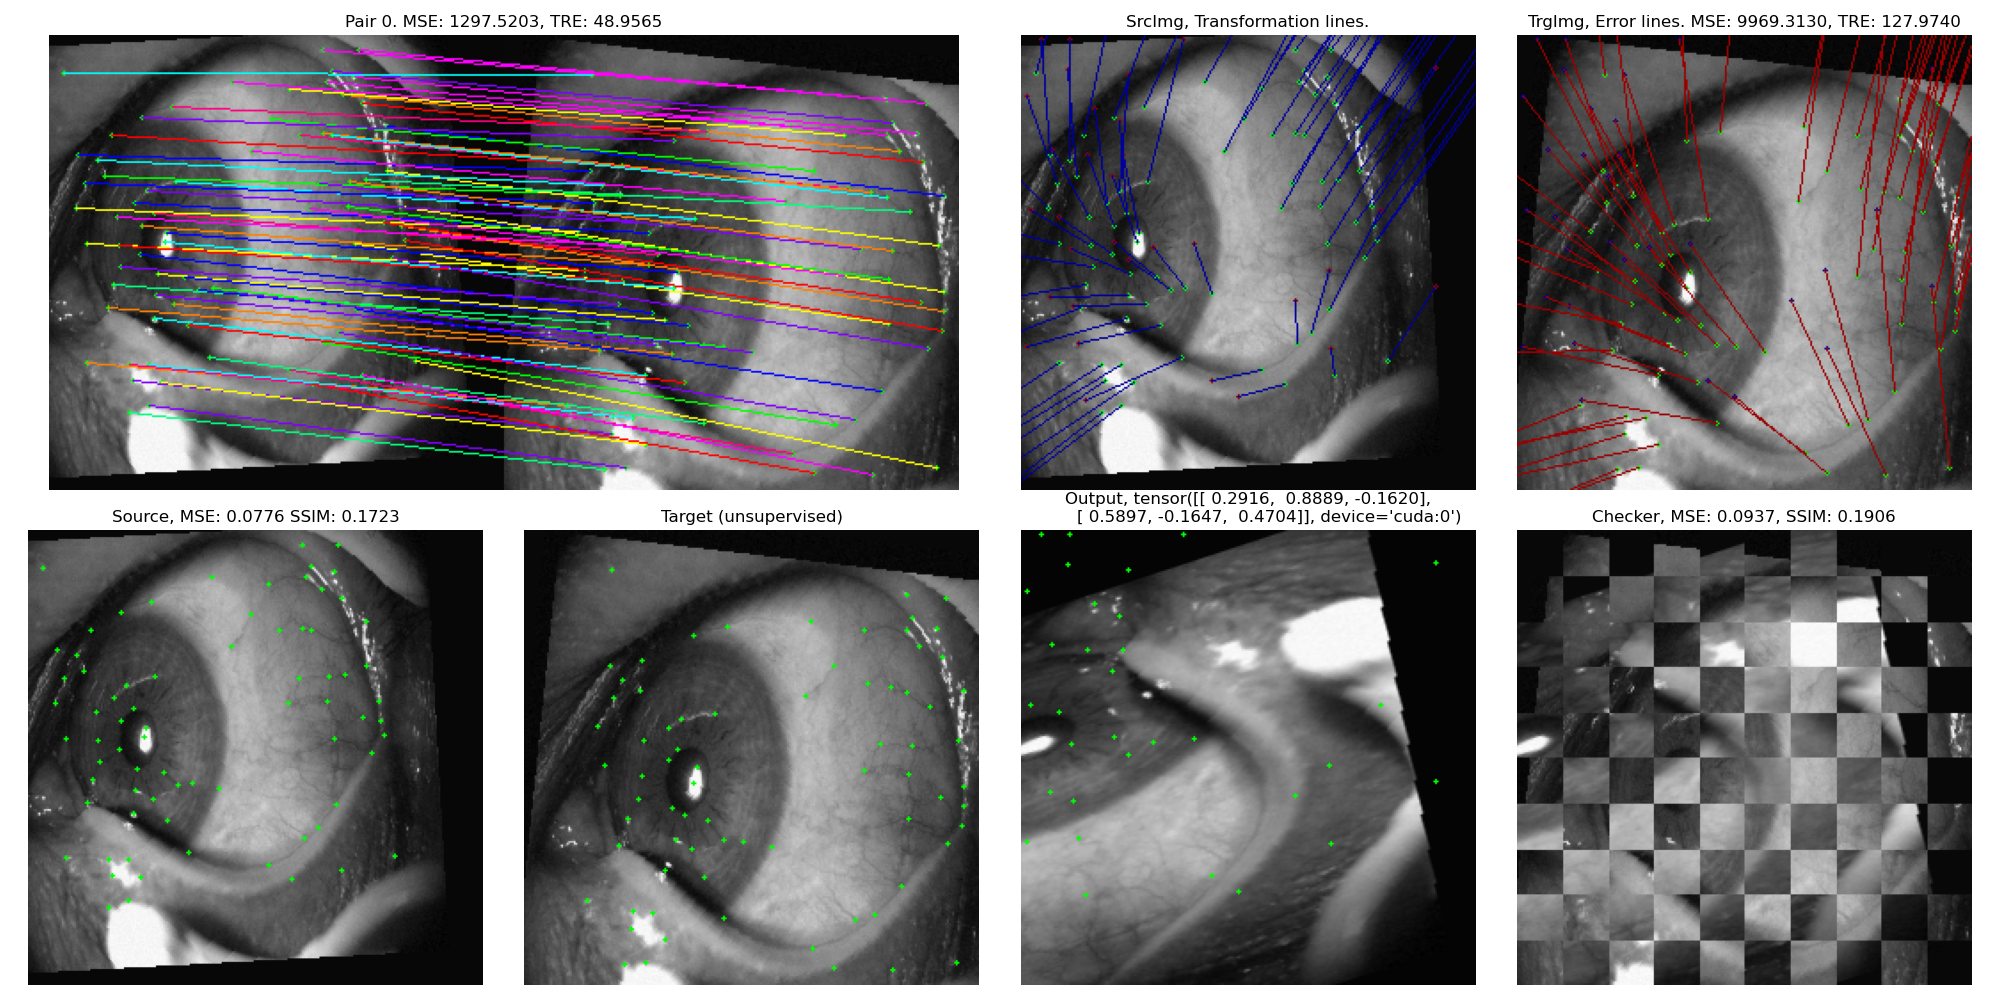 Pair 0. MSE: 1297.5203, TRE: 48.9565
SrcImg, Transformation lines.
TrgImg, Error lines. MSE: 9969.3130, TRE: 127.9740
Source, MSE: 0.0776 SSIM: 0.1723
Target (unsupervised)
Output, tensor([[ 0.2916,  0.8889, -0.1620],
[ 0.5897, -0.1647,  0.4704]], device='cuda:0')
Checker, MSE: 0.0937, SSIM: 0.1906